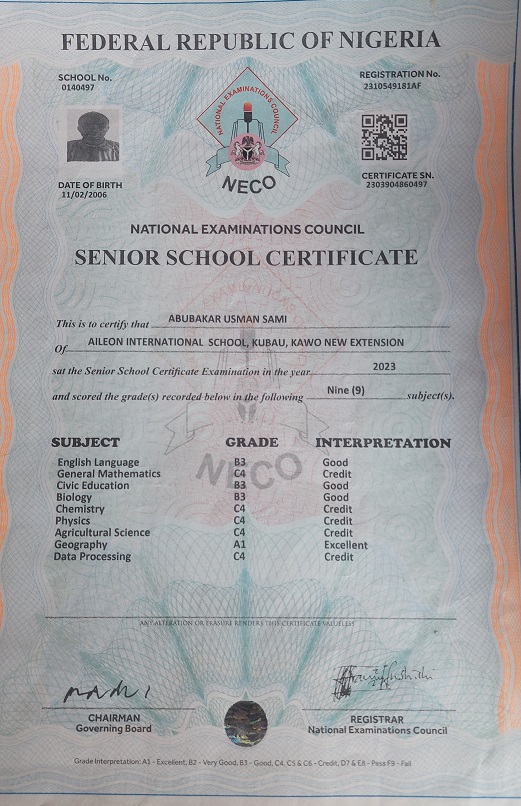 FEDERAL REPUBLIC OF NIGERIA
SCHOOL No.
0140497
REGISTRATION No.
2310549181AF
NATIONAL EXAMINATIONS COUNCIL
NECO
DATE OF BIRTH
11/02/2006
CERTIFICATE SN.
2303904860497
NATIONAL EXAMINATIONS COUNCIL
SENIOR SCHOOL CERTIFICATE
This is to certify that ABUBAKAR USMAN SAMI
Of AILEON INTERNATIONAL SCHOOL, KUBAU, KAWO NEW EXTENSION
sat the Senior School Certificate Examination in the year 2023
and scored the grade(s) recorded below in the following Nine (9) subject(s).
SUBJECT GRADE INTERPRETATION
English Language B3 Good
General Mathematics C4 Credit
Civic Education B3 Good
Biology B3 Good
Chemistry C4 Credit
Physics C4 Credit
Agricultural Science C4 Credit
Geography A1 Excellent
Data Processing C4 Credit
NECO
ANY ALTERATION OR ERASURE RENDERS THIS CERTIFICATE VALUELESS
CHAIRMAN
Governing Board
REGISTRAR
National Examinations Council
Grade Interpretation: A1 - Excellent, B2 - Very Good, B3 - Good, C4, C5 & C6 - Credit, D7 & E8 - Pass F9 - Fail